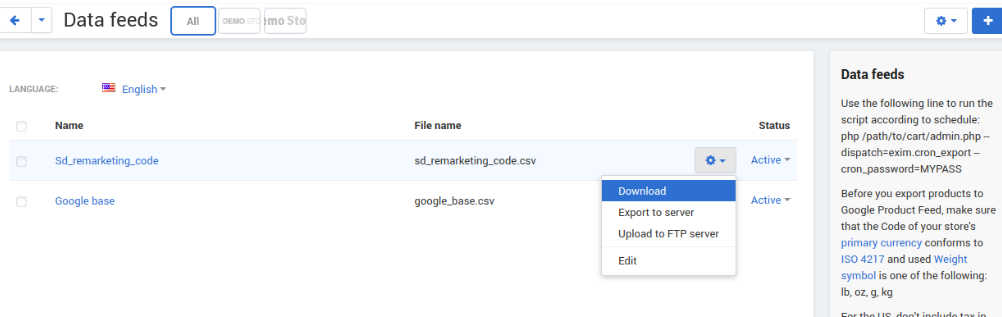 Data feeds
All
DEMO STO
emo Sto
LANGUAGE:
English
Name File name Status
Sd_remarketing_code sd_remarketing_code.csv Active
Google base google_base.csv Active
Download
Export to server
Upload to FTP server
Edit
Data feeds
Use the following line to run the
script according to schedule:
php /path/to/cart/admin.php --
dispatch=exim.cron_export --
cron_password=MYPASS
Before you export products to
Google Product Feed, make sure
that the Code of your store's
primary currency conforms to
ISO 4217 and used Weight
symbol is one of the following:
lb, oz, g, kg
For the US, don't include tax in